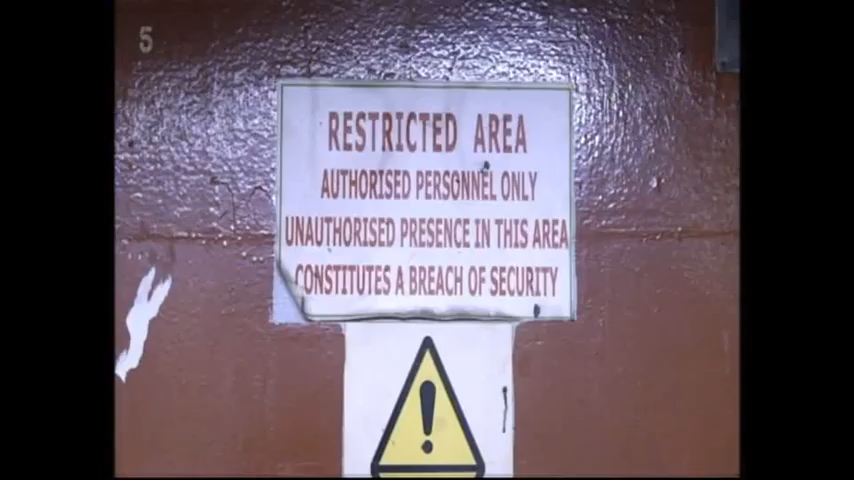 5
RESTRICTED AREA
AUTHORISED PERSONNEL ONLY
UNAUTHORISED PRESENCE IN THIS AREA
CONSTITUTES A BREACH OF SECURITY
!